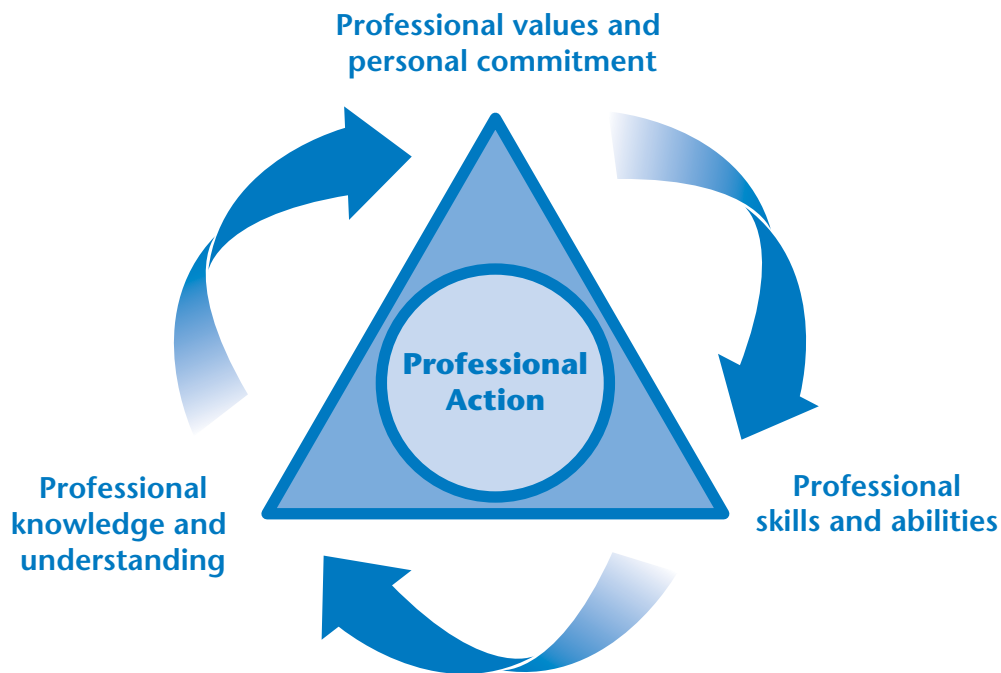 Professional values and
personal commitment
Professional
Action
Professional
knowledge and
understanding
Professional
skills and abilities